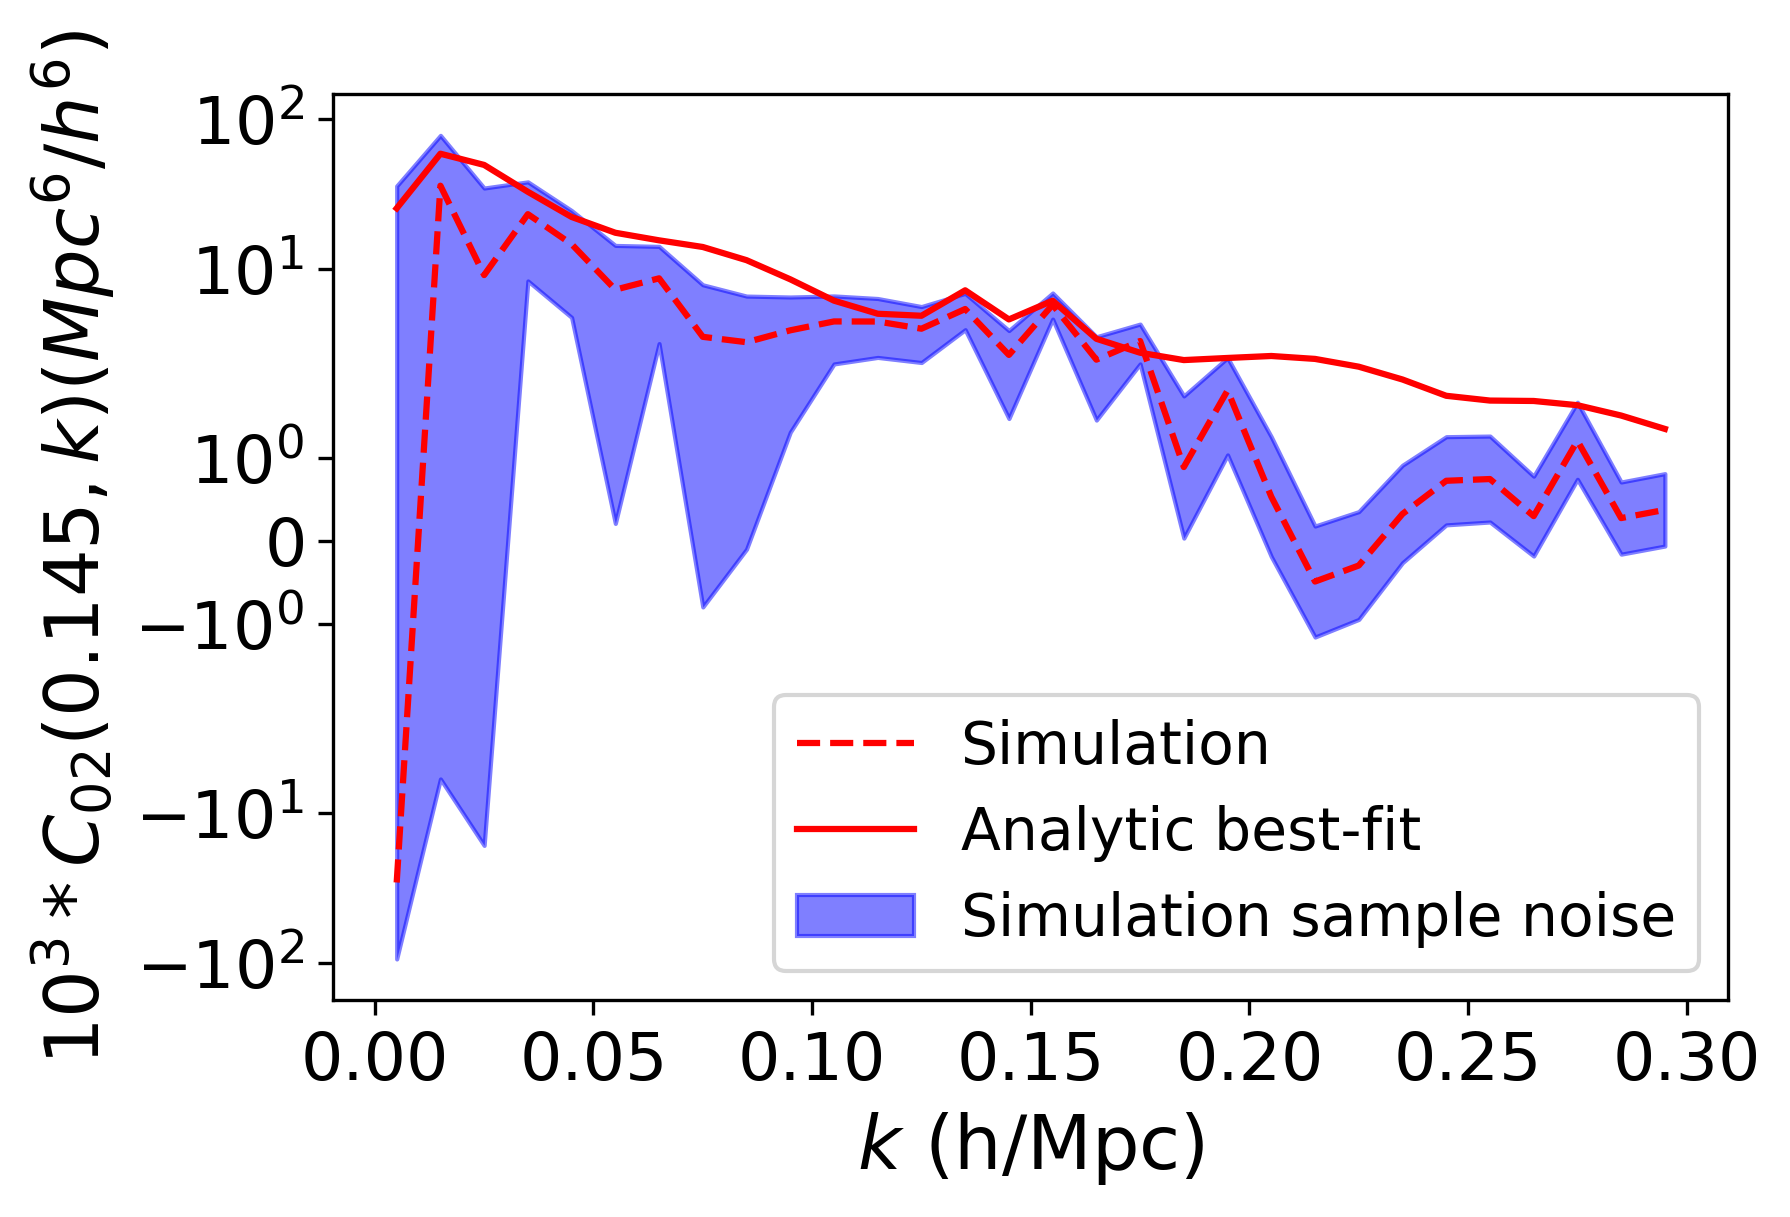 10³ * C₀₂(0.145, k)(Mpc⁶/h⁶)
10²
10¹
10⁰
0
−10⁰
−10¹
−10²
Simulation
Analytic best-fit
Simulation sample noise
0.00 0.05 0.10 0.15 0.20 0.25 0.30
k (h/Mpc)